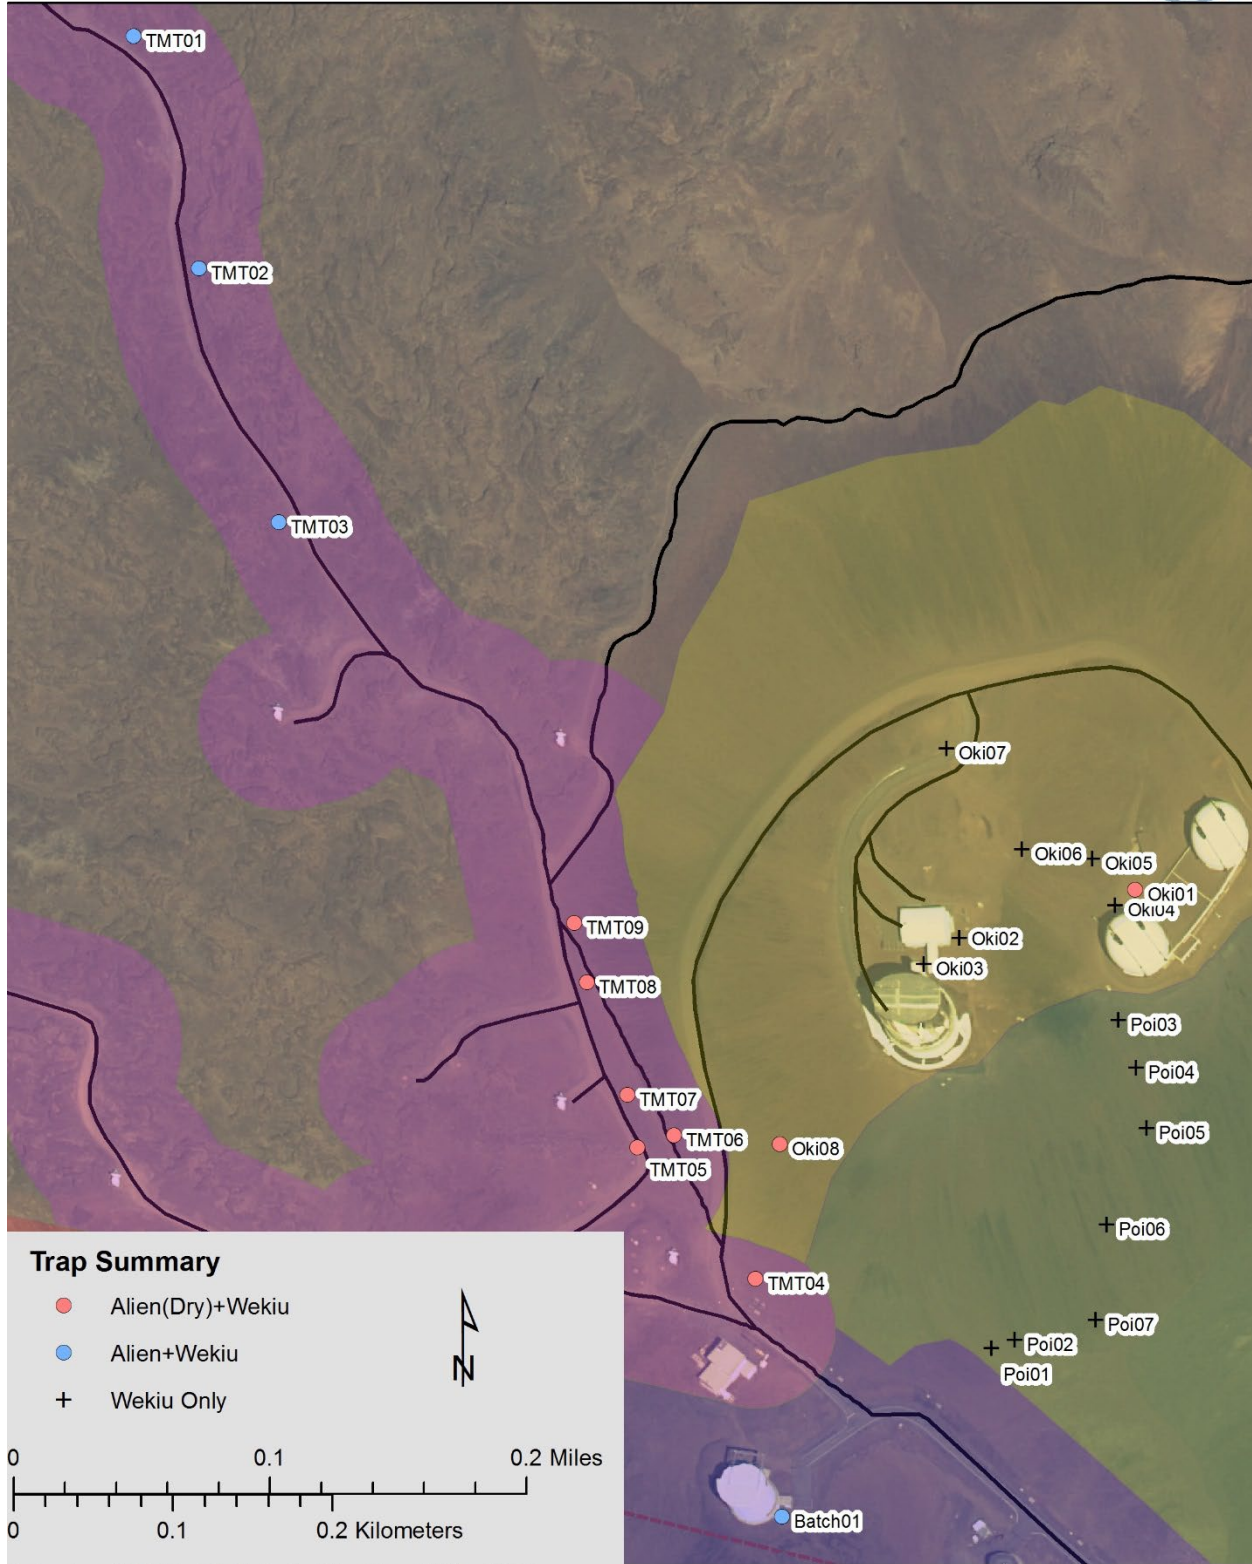 TMT01
TMT02
TMT03
Oki07
Oki06
Oki05
Oki01
Oki04
TMT09
Oki02
Oki03
TMT08
Poi03
Poi04
TMT07
Poi05
TMT06
Oki08
TMT05
Poi06
TMT04
Poi07
Poi02
Poi01
Batch01
Trap Summary
Alien(Dry)+Wekiu
Alien+Wekiu
Wekiu Only
N
0 0.1 0.2 Miles
0 0.1 0.2 Kilometers